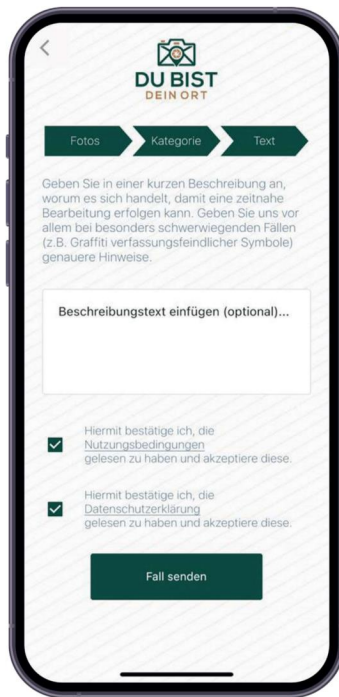 DU BIST
DEIN ORT
Fotos
Kategorie
Text
Geben Sie in einer kurzen Beschreibung an,
worum es sich handelt, damit eine zeitnahe
Bearbeitung erfolgen kann. Geben Sie uns vor
allem bei besonders schwerwiegenden Fällen
(z.B. Graffiti verfassungsfeindlicher Symbole)
genauere Hinweise.
Beschreibungstext einfügen (optional)...
Hiermit bestätige ich, die
Nutzungsbedingungen
gelesen zu haben und akzeptiere diese.
Hiermit bestätige ich, die
Datenschutzerklärung
gelesen zu haben und akzeptiere diese.
Fall senden